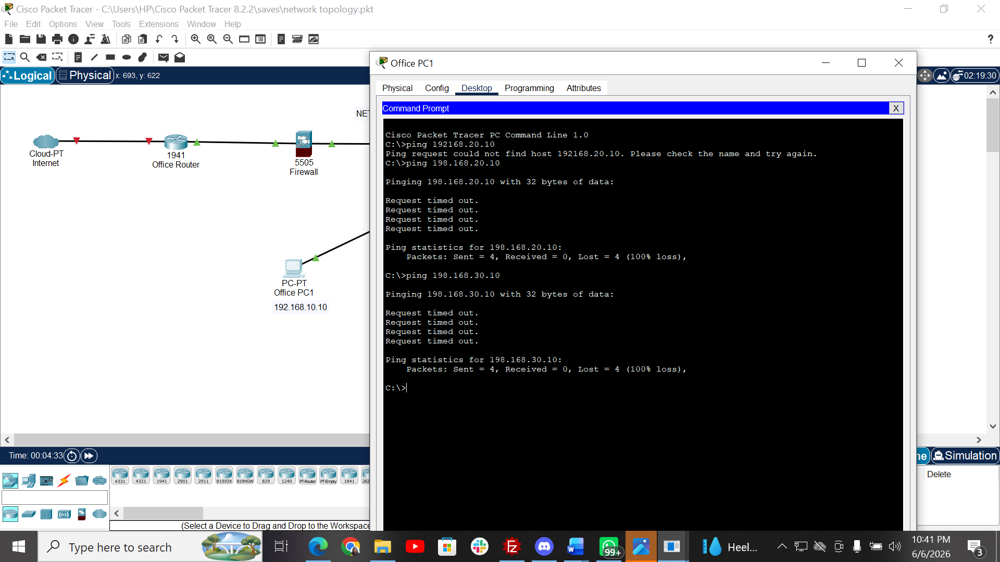 Cisco Packet Tracer - C:\Users\HP\Cisco Packet Tracer 8.2.2\saves\network topology.pkt
File Edit Options View Tools Extensions Window Help
?
Logical Physical x: 693, y: 622
02:19:30
NET
Cloud-PT
Internet
1941
Office Router
5505
Firewall
PC-PT
Office PC1
192.168.10.10
Office PC1
Physical Config Desktop Programming Attributes
Command Prompt
X
Cisco Packet Tracer PC Command Line 1.0
C:\>ping 192168.20.10
Ping request could not find host 192168.20.10. Please check the name and try again.
C:\>ping 198.168.20.10
Pinging 198.168.20.10 with 32 bytes of data:
Request timed out.
Request timed out.
Request timed out.
Request timed out.
Ping statistics for 198.168.20.10:
Packets: Sent = 4, Received = 0, Lost = 4 (100% loss),
C:\>ping 198.168.30.10
Pinging 198.168.30.10 with 32 bytes of data:
Request timed out.
Request timed out.
Request timed out.
Request timed out.
Ping statistics for 198.168.30.10:
Packets: Sent = 4, Received = 0, Lost = 4 (100% loss),
C:\>
Time: 00:04:33
ne Simulation
4331 4321 1941 2901 2911 819IOX 819HGW 829 1240 PT-Router PT-Empty 1841 262
Delete
(Select a Device to Drag and Drop to the Workspace
Type here to search
99+
Heel...
10:41 PM
6/6/2026
3